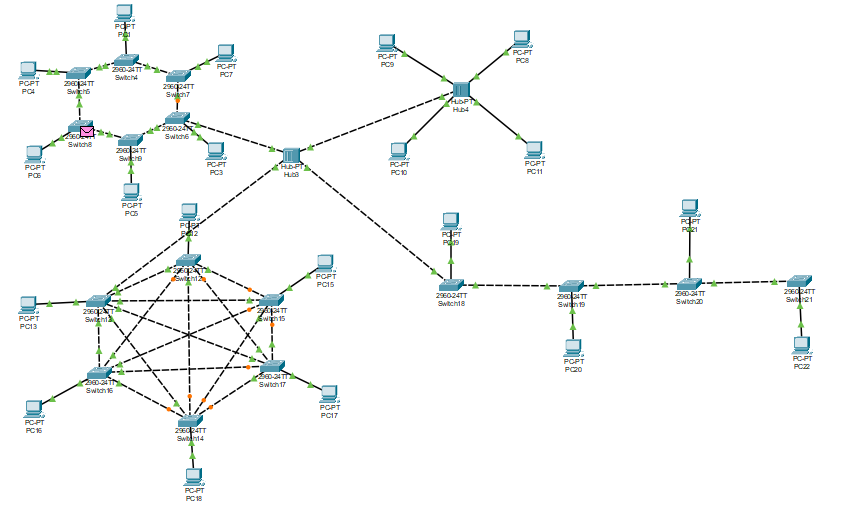 PC-PT
PC1
PC-PT
PC7
PC-PT
PC4
2960-24TT
Switch4
2960-24TT
Switch5
2960-24TT
Switch7
PC-PT
PC9
PC-PT
PC8
Hub-PT
Hub4
2960-24TT
Switch6
2960-24TT
Switch8
2960-24TT
Switch9
PC-PT
PC6
PC-PT
PC3
PC-PT
PC5
Hub-PT
Hub3
PC-PT
PC10
PC-PT
PC11
PC-PT
PC12
PC-PT
PC19
PC-PT
PC21
2960-24TT
PC-PT
PC15
2960-24TT
Switch18
2960-24TT
Switch19
2960-24TT
Switch20
2960-24TT
Switch21
PC-PT
PC13
2960-24TT
2960-24TT
Switch15
PC-PT
PC20
PC-PT
PC22
2960-24TT
Switch16
2960-24TT
Switch17
PC-PT
PC16
PC-PT
PC17
2960-24TT
Switch14
PC-PT
PC18